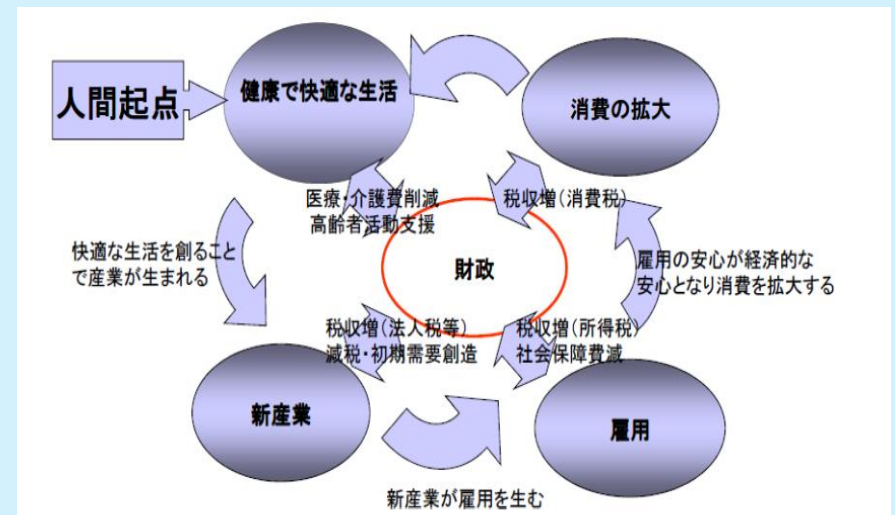 人間起点
健康で快適な生活
消費の拡大
医療・介護費削減
高齢者活動支援
税収増(消費税)
快適な生活を創ること
で産業が生まれる
財政
雇用の安心が経済的な
安心となり消費を拡大する
税収増(法人税等)
減税・初期需要創造
税収増(所得税)
社会保障費減
新産業
雇用
新産業が雇用を生む